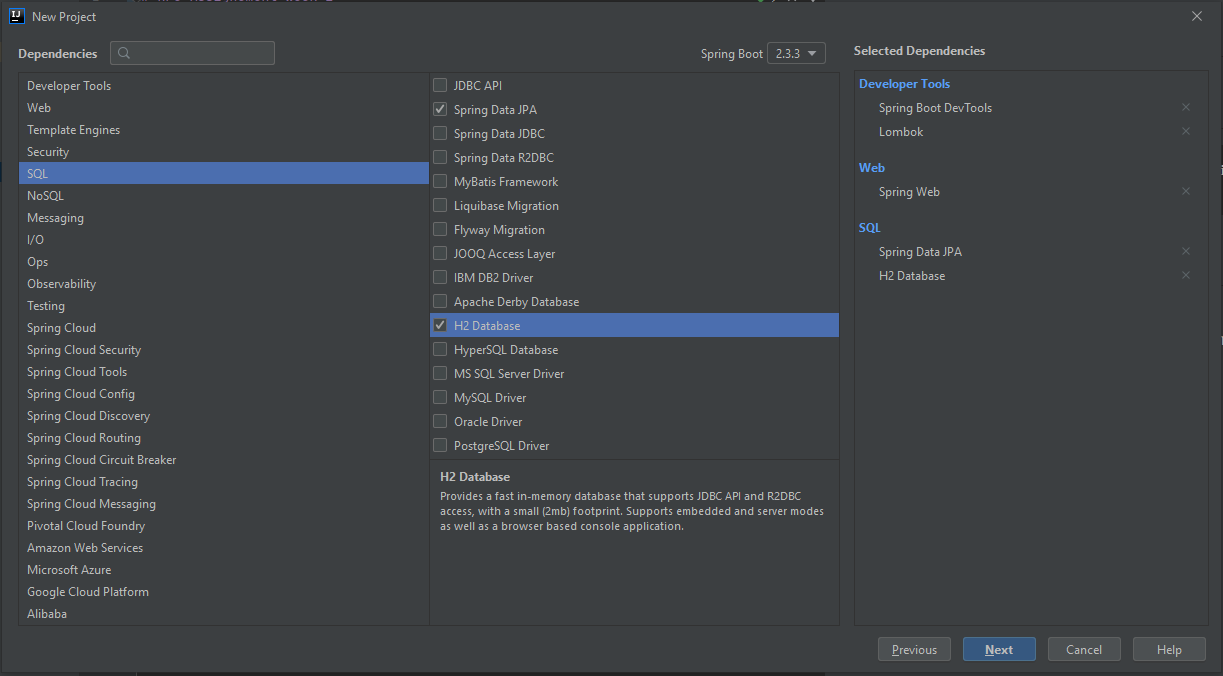 New Project
Dependencies
Spring Boot 2.3.3
Developer Tools
Web
Template Engines
Security
SQL
NoSQL
Messaging
I/O
Ops
Observability
Testing
Spring Cloud
Spring Cloud Security
Spring Cloud Tools
Spring Cloud Config
Spring Cloud Discovery
Spring Cloud Routing
Spring Cloud Circuit Breaker
Spring Cloud Tracing
Spring Cloud Messaging
Pivotal Cloud Foundry
Amazon Web Services
Microsoft Azure
Google Cloud Platform
Alibaba
JDBC API
Spring Data JPA
Spring Data JDBC
Spring Data R2DBC
MyBatis Framework
Liquibase Migration
Flyway Migration
JOOQ Access Layer
IBM DB2 Driver
Apache Derby Database
H2 Database
HyperSQL Database
MS SQL Server Driver
MySQL Driver
Oracle Driver
PostgreSQL Driver
H2 Database
Provides a fast in-memory database that supports JDBC API and R2DBC
access, with a small (2mb) footprint. Supports embedded and server modes
as well as a browser based console application.
Selected Dependencies
Developer Tools
Spring Boot DevTools
Lombok
Web
Spring Web
SQL
Spring Data JPA
H2 Database
Previous
Next
Cancel
Help